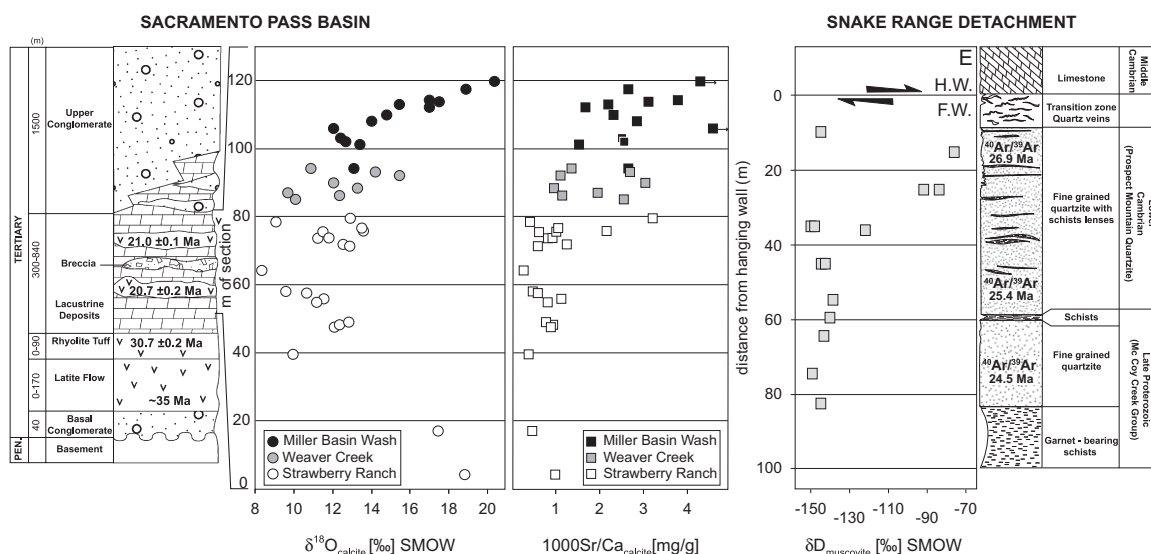 SACRAMENTO PASS BASIN
SNAKE RANGE DETACHMENT
(m)
TERTIARY
PEN.
1500
300-840
0-90
0-170
40
Upper
Conglomerate
Breccia
Lacustrine
Deposits
Rhyolite Tuff
Latite Flow
Basal
Conglomerate
Basement
21.0 ±0.1 Ma
20.7 ±0.2 Ma
30.7 ±0.2 Ma
~35 Ma
m of section
120
100
80
60
40
20
0
Miller Basin Wash
Weaver Creek
Strawberry Ranch
8 10 12 14 16 18 20
δ18Ocalcite [‰] SMOW
Miller Basin Wash
Weaver Creek
Strawberry Ranch
0 1 2 3 4
1000Sr/Cacalcite[mg/g]
distance from hanging wall (m)
0
20
40
60
80
100
E
H.W.
F.W.
-150 -110 -70
-130 -90
δDmuscovite [‰] SMOW
40Ar/39Ar
26.9 Ma
40Ar/39Ar
25.4 Ma
40Ar/39Ar
24.5 Ma
Limestone
Transition zone
Quartz veins
Fine grained
quartzite with
schists lenses
Schists
Fine grained
quartzite
Garnet - bearing
schists
Middle
Cambrian
Lower
Cambrian
(Prospect Mountain Quartzite)
Late Proterozoic
(Mc Coy Creek Group)